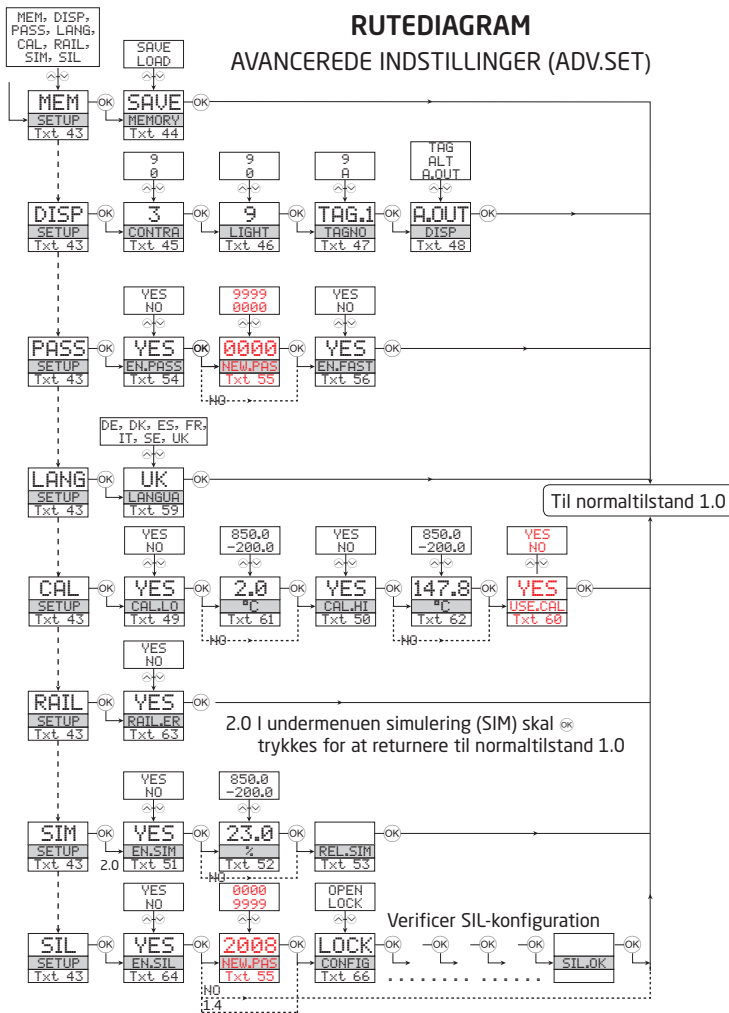 RUTEDIAGRAM
AVANCEREDE INDSTILLINGER (ADV.SET)
MEM, DISP,
PASS, LANG,
CAL, RAIL,
SIM, SIL
SAVE
LOAD
MEM OK SAVE OK
SETUP MEMORY
Txt 43 Txt 44
9 9 9 TAG
0 0 A ALT
A.OUT
DISP OK 3 OK 9 OK TAG.1 OK A.OUT OK
SETUP CONTRA LIGHT TAGNO DISP
Txt 43 Txt 45 Txt 46 Txt 47 Txt 48
YES 9999 YES
NO 0000 NO
PASS OK YES OK 0000 OK YES OK
SETUP EN.PASS NEW.PAS EN.FAST
Txt 43 Txt 54 Txt 55 Txt 56
NO
DE, DK, ES, FR,
IT, SE, UK
LANG OK UK OK
SETUP LANGUA
Txt 43 Txt 59
Til normaltilstand 1.0
YES 850.0 YES 850.0 YES
NO -200.0 NO -200.0 NO
CAL OK YES OK 2.0 OK YES OK 147.8 OK YES OK
SETUP CAL.LO °C CAL.HI °C USE.CAL
Txt 43 Txt 49 Txt 61 Txt 50 Txt 62 Txt 60
NO NO
YES
NO
RAIL OK YES OK
SETUP RAIL.ER
Txt 43 Txt 63
2.0 I undermenuen simulering (SIM) skal OK
trykkes for at returnere til normaltilstand 1.0
YES 850.0
NO -200.0
SIM OK YES OK 23.0 OK OK
SETUP EN.SIM % REL.SIM
Txt 43 2.0 Txt 51 Txt 52 Txt 53
NO
YES 0000 OPEN
NO 9999 LOCK
Verificer SIL-konfiguration
SIL OK YES OK 2008 OK LOCK OK OK OK OK OK
SETUP EN.SIL NEW.PAS CONFIG SIL.OK
Txt 43 Txt 64 Txt 55 Txt 66 . . . . . . . . . . . . . .
NO
1.4